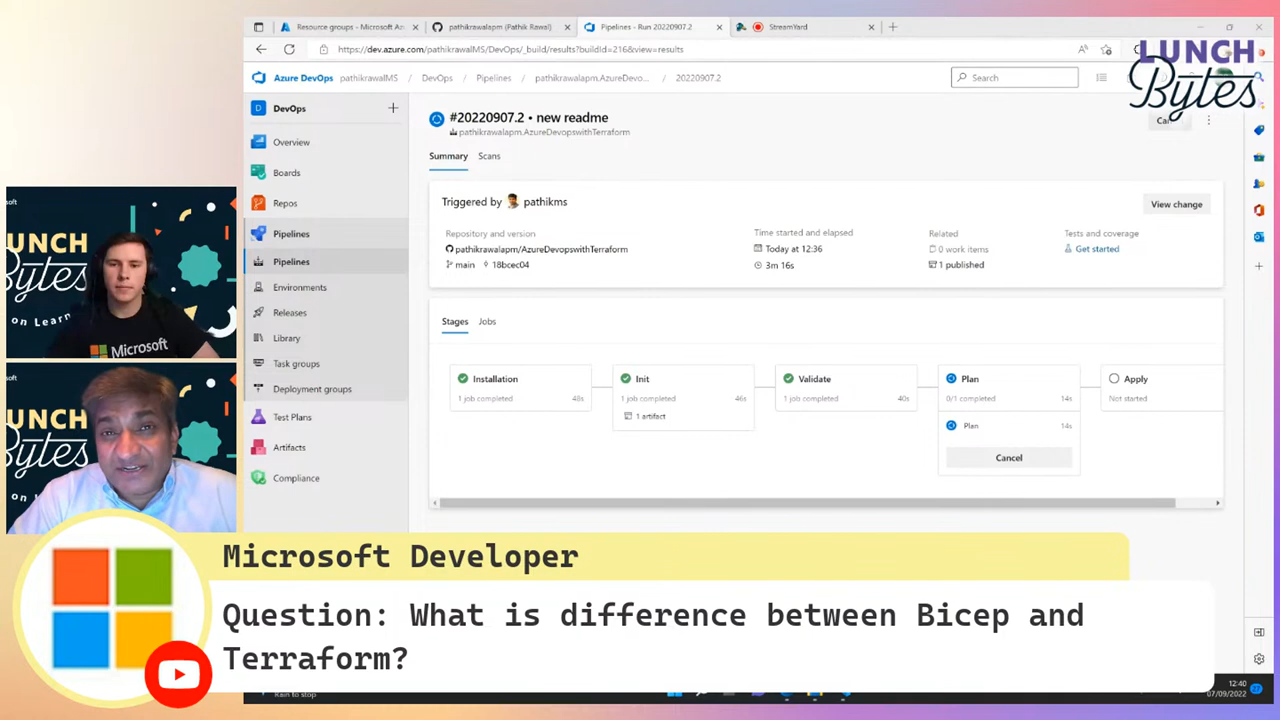 Resource groups - Microsoft Az
pathikrawalapm (Pathik Rawal)
Pipelines - Run 20220907.2
StreamYard
https://dev.azure.com/pathikrawalMS/DevOps/_build/results?buildId=216&view=results
LUNCH
Bytes
Azure DevOps
pathikrawalMS / DevOps / Pipelines / pathikrawalapm.AzureDevo... / 20220907.2
Search
D DevOps
Overview
Boards
Repos
Pipelines
Pipelines
Environments
Releases
Library
Task groups
Deployment groups
Test Plans
Artifacts
Compliance
#20220907.2 • new readme
pathikrawalapm.AzureDevopswithTerraform
Summary Scans
Triggered by pathikms
View change
Repository and version
pathikrawalapm/AzureDevopswithTerraform
main 18bcec04
Time started and elapsed
Today at 12:36
3m 16s
Related
0 work items
1 published
Tests and coverage
Get started
Stages Jobs
Installation
1 job completed 48s
Init
1 job completed 46s
1 artifact
Validate
1 job completed 40s
Plan
0/1 completed 14s
Plan 14s
Cancel
Apply
Not started
UNCH
Bytes
on Learn
Microsoft
UNCH
Bytes
Microsoft Developer
Question: What is difference between Bicep and
Terraform?
Rain to stop
12:40
07/09/2022